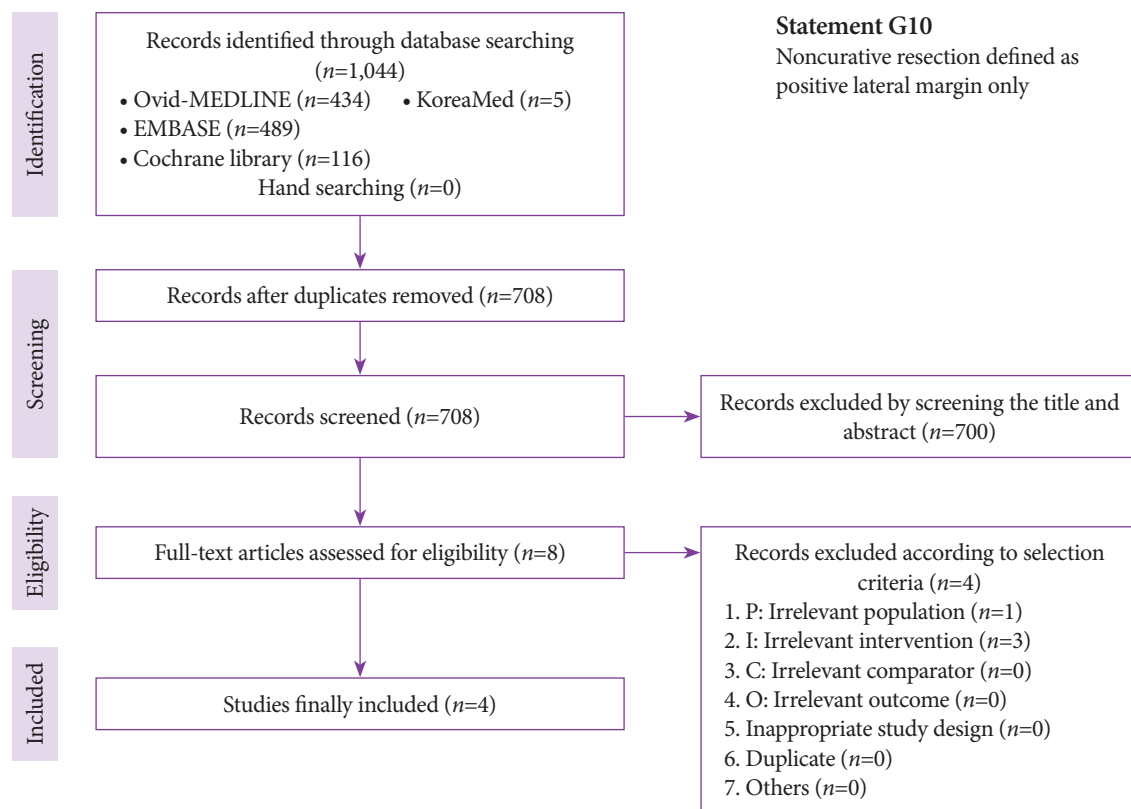 Identification
Records identified through database searching
(n=1,044)
• Ovid-MEDLINE (n=434) • KoreaMed (n=5)
• EMBASE (n=489)
• Cochrane library (n=116)
Hand searching (n=0)
Statement G10
Noncurative resection defined as
positive lateral margin only
Screening
Records after duplicates removed (n=708)
Records screened (n=708)
Records excluded by screening the title and
abstract (n=700)
Eligibility
Full-text articles assessed for eligibility (n=8)
Records excluded according to selection
criteria (n=4)
1. P: Irrelevant population (n=1)
2. I: Irrelevant intervention (n=3)
3. C: Irrelevant comparator (n=0)
4. O: Irrelevant outcome (n=0)
5. Inappropriate study design (n=0)
6. Duplicate (n=0)
7. Others (n=0)
Included
Studies finally included (n=4)